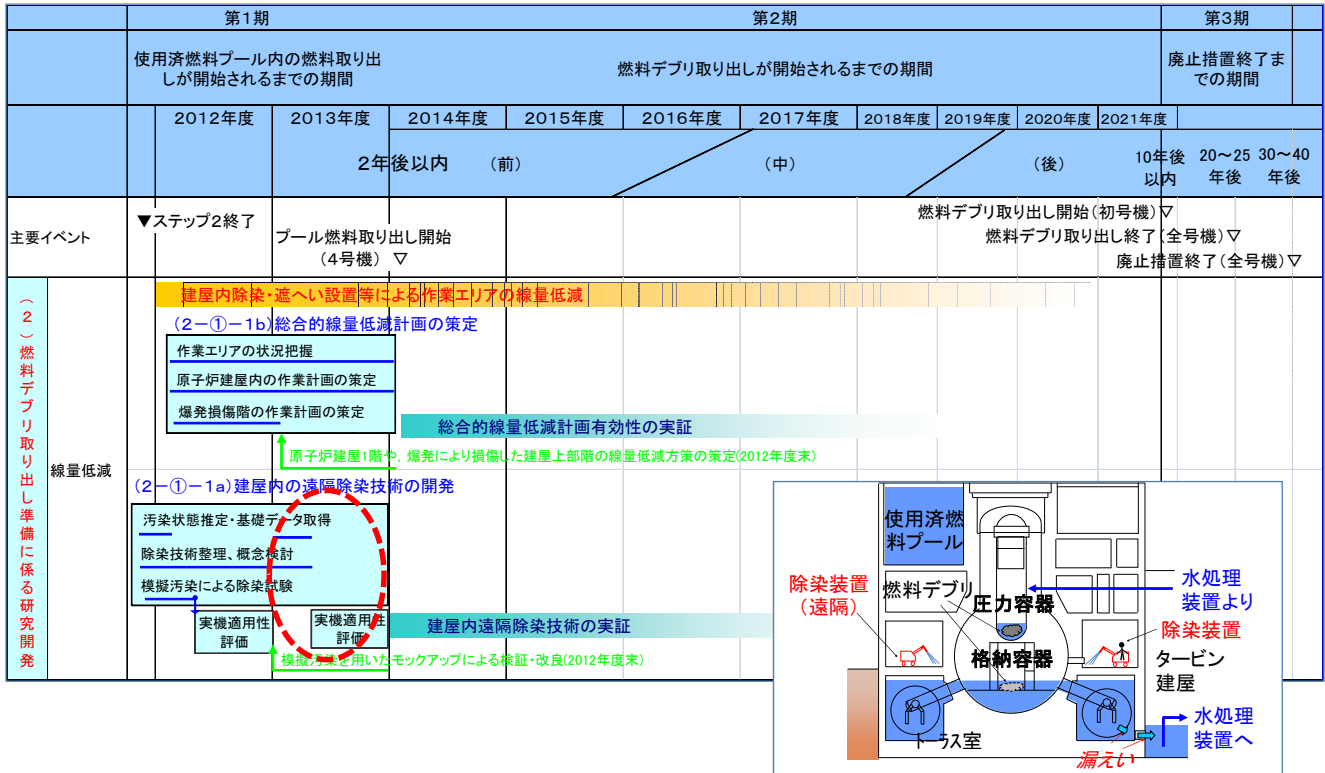 第1期
第2期
第3期
使用済燃料プール内の燃料取り出
しが開始されるまでの期間
燃料デブリ取り出しが開始されるまでの期間
廃止措置終了ま
での期間
2012年度
2013年度
2014年度
2015年度
2016年度
2017年度
2018年度
2019年度
2020年度
2021年度
2年後以内
(前)
(中)
(後)
10年後
以内
20～25
年後
30～40
年後
主要イベント
▼ステップ2終了
プール燃料取り出し開始
(4号機) ▽
燃料デブリ取り出し開始(初号機)▽
燃料デブリ取り出し終了(全号機)▽
廃止措置終了(全号機)▽
(2)燃料デブリ取り出し準備に係る研究開発
線量低減
建屋内除染・遮へい設置等による作業エリアの線量低減
(2－①－1b)総合的線量低減計画の策定
作業エリアの状況把握
原子炉建屋内の作業計画の策定
爆発損傷階の作業計画の策定
総合的線量低減計画有効性の実証
原子炉建屋1階や、爆発により損傷した建屋上部階の線量低減方策の策定(2012年度末)
(2－①－1a)建屋内の遠隔除染技術の開発
汚染状態推定・基礎データ取得
除染技術整理、概念検討
模擬汚染による除染試験
実機適用性
評価
実機適用性
評価
建屋内遠隔除染技術の実証
模擬汚染を用いたモックアップによる検証・改良(2012年度末)
使用済燃
料プール
除染装置
(遠隔)
燃料デブリ
圧力容器
格納容器
水処理
装置より
除染装置
タービン
建屋
トーラス室
水処理
装置へ
漏えい